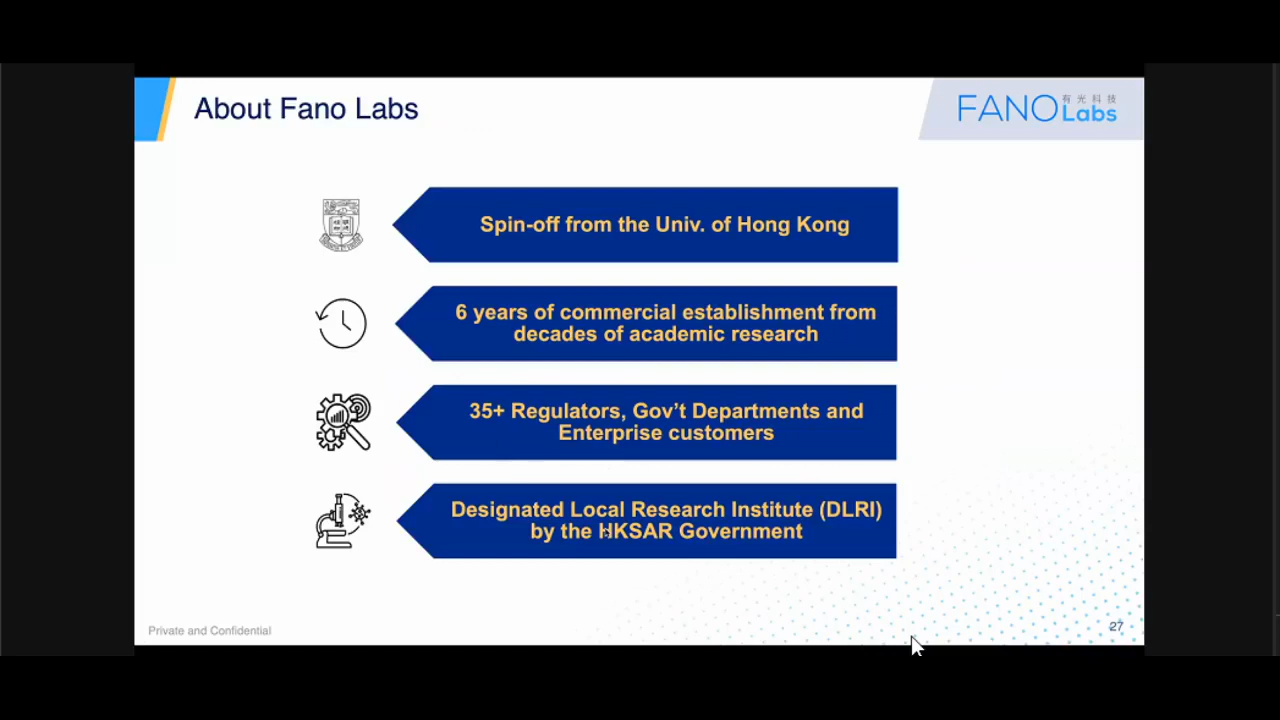 About Fano Labs
FANO 有光科技
Labs
Spin-off from the Univ. of Hong Kong
6 years of commercial establishment from
decades of academic research
35+ Regulators, Gov't Departments and
Enterprise customers
Designated Local Research Institute (DLRI)
by the HKSAR Government
Private and Confidential
27